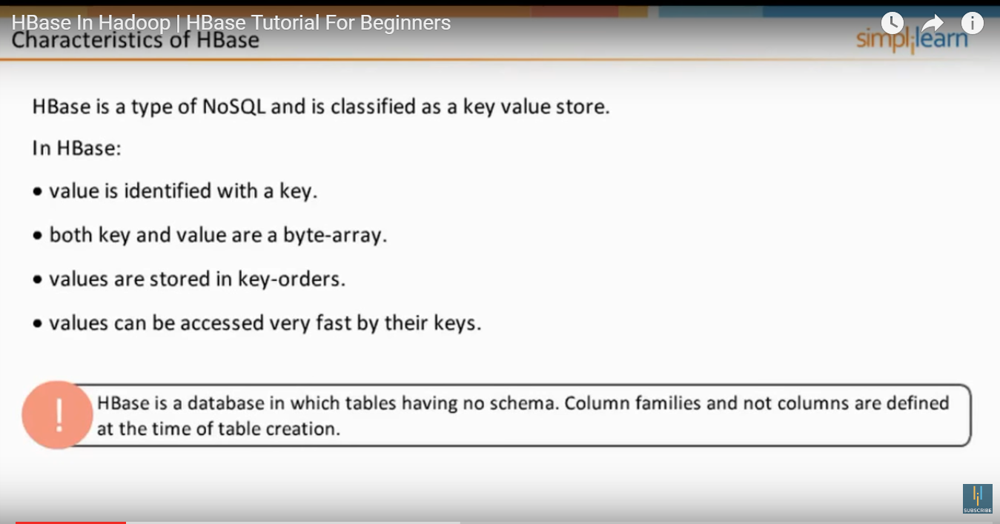 HBase In Hadoop | HBase Tutorial For Beginners
Characteristics of HBase
simplilearn
HBase is a type of NoSQL and is classified as a key value store.
In HBase:
• value is identified with a key.
• both key and value are a byte-array.
• values are stored in key-orders.
• values can be accessed very fast by their keys.
!
HBase is a database in which tables having no schema. Column families and not columns are defined
at the time of table creation.
SUBSCRIBE